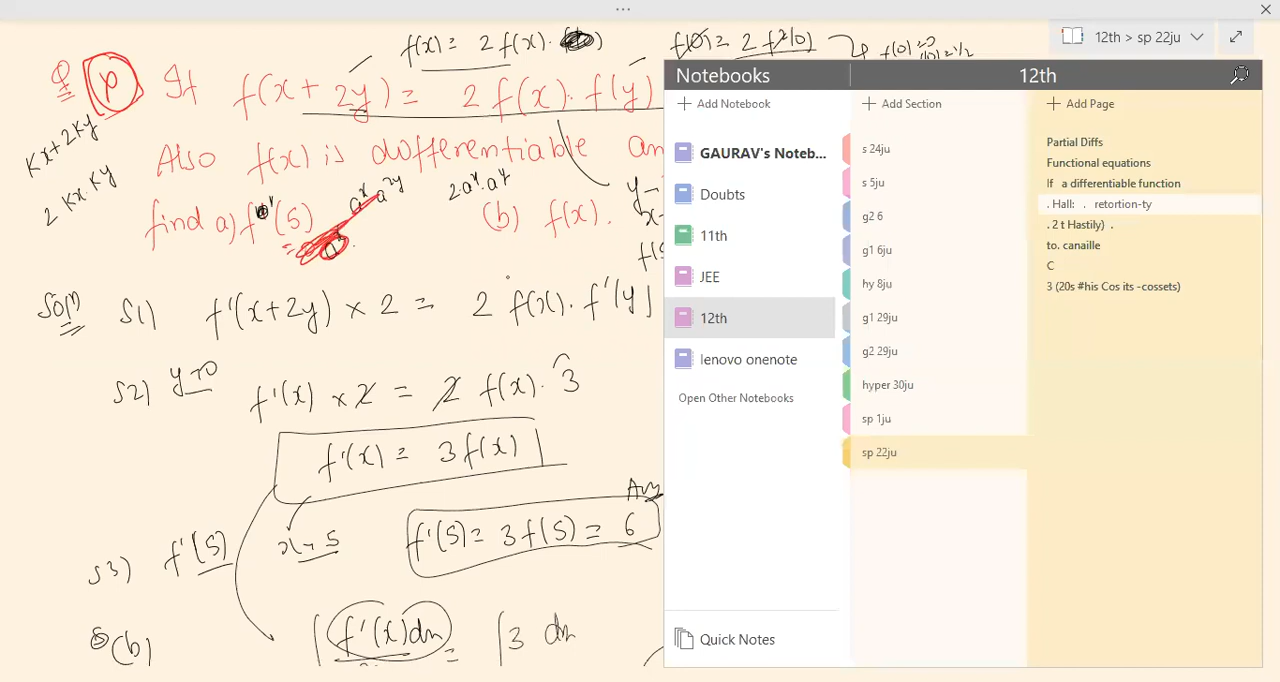 ...
12th > sp 22ju
f(x) = 2 f(x).
f(0) = 2 f²(0)
f(0) = 1/2
Q (P) If f(x + 2y) = 2 f(x). f(y)
Kx + 2Ky
2 Kx. Ky
Also f(x) is differentiable an
a^x a^2y
2. a^x. a^y
y→
find a) f'(5) (b) f(x).
Sol^n S1) f'(x+2y) × 2 = 2 f(x). f'(y)
S2) y→0
f'(x) × 2 = 2 f(x). 3
f'(x) = 3f(x)
Ans
S3) f'(5) x→5 f'(5) = 3f(5) = 6
(b) ∫ f'(x)dx = ∫ 3 dx
Notebooks 12th
+ Add Notebook + Add Section + Add Page
GAURAV's Noteb...
Doubts
11th
JEE
12th
lenovo onenote
Open Other Notebooks
Quick Notes
s 24ju
s 5ju
g2 6
g1 6ju
hy 8ju
g1 29ju
g2 29ju
hyper 30ju
sp 1ju
sp 22ju
Partial Diffs
Functional equations
If a differentiable function
. Hall: . retortion-ty
. 2 t Hastily) .
to. canaille
C
3 (20s #his Cos its -cossets)